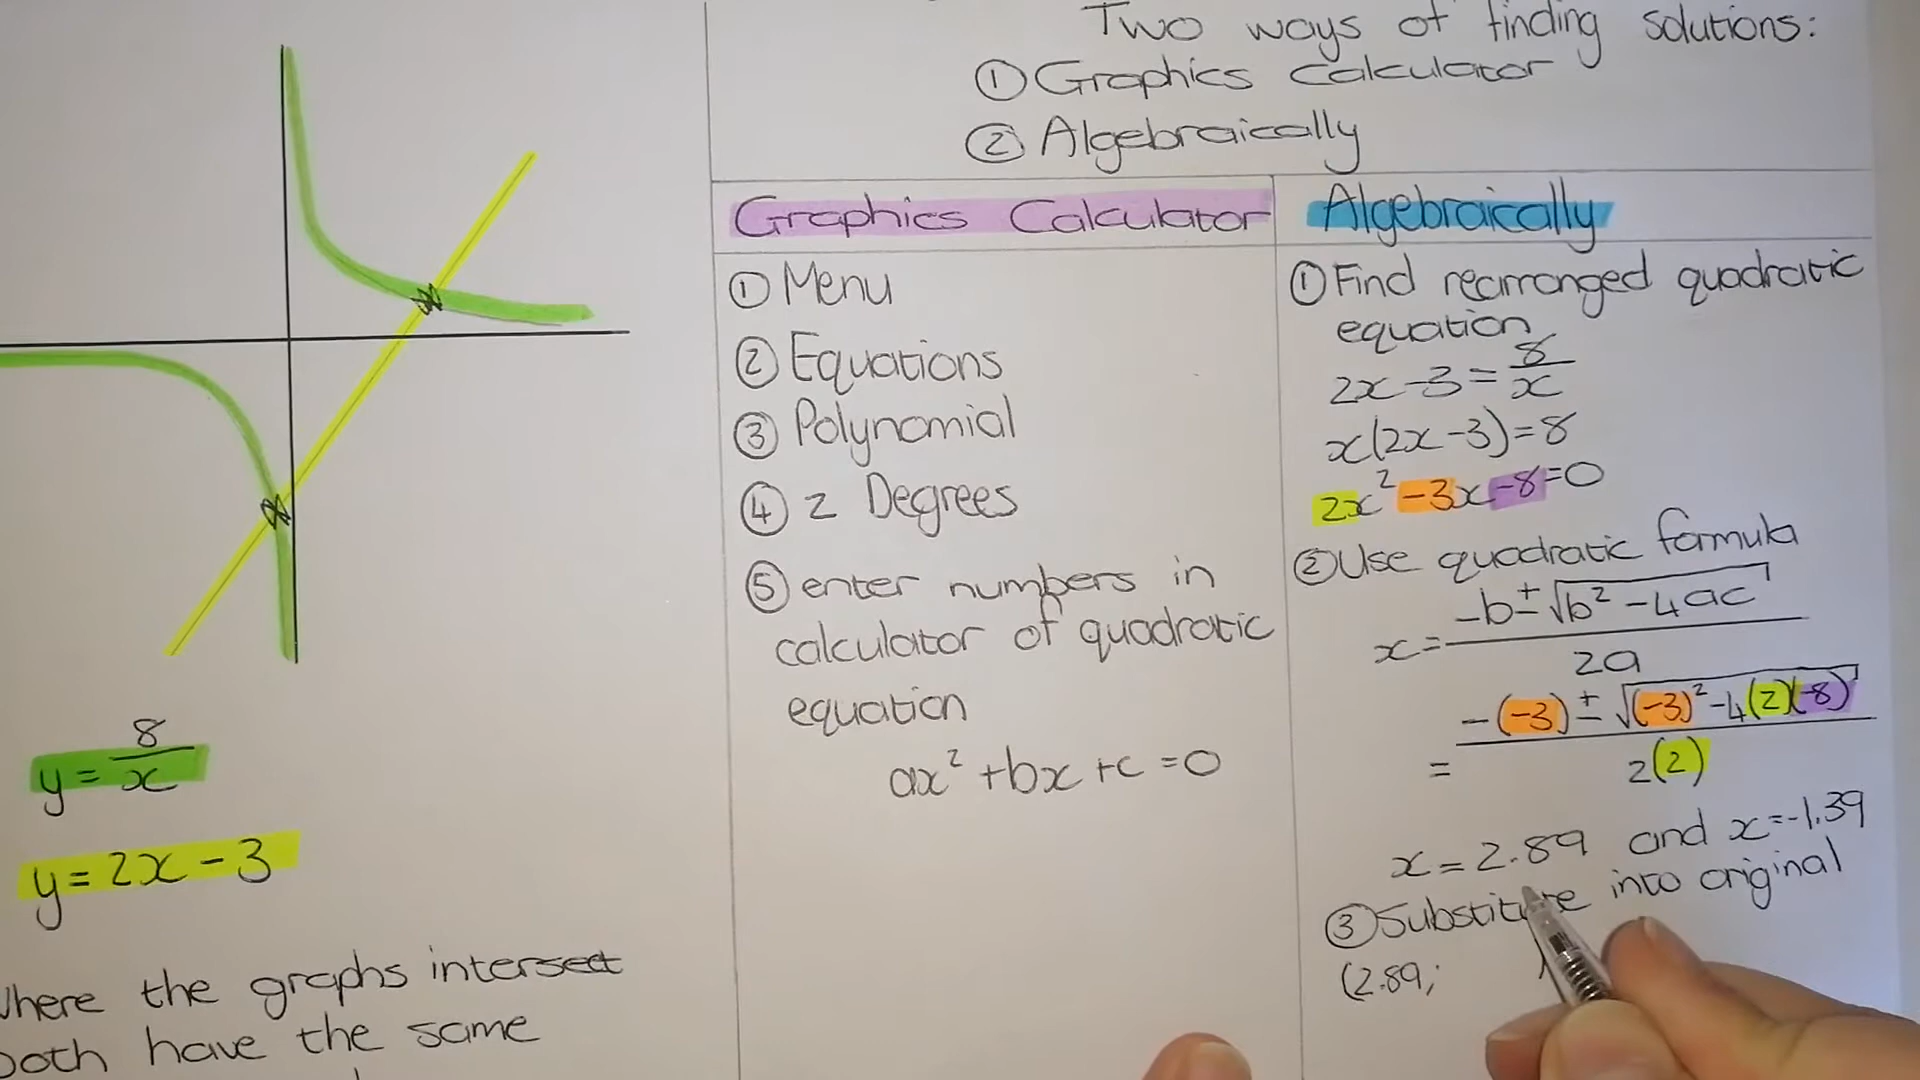 Two ways of finding solutions:
① Graphics Calculator
② Algebraically
Graphics Calculator
① Menu
② Equations
③ Polynomial
④ 2 Degrees
⑤ enter numbers in
calculator of quadratic
equation
ax² + bx + c = 0
Algebraically
① Find rearranged quadratic
equation
2x - 3 = 8/x
x(2x - 3) = 8
2x² - 3x - 8 = 0
② Use quadratic formula
x = (-b ± √(b² - 4ac))/2a
= (-(-3) ± √((-3)² - 4(2)(-8)))/2(2)
x = 2.89 and x = -1.39
③ Substitute into original
(2.89;
y = 8/x
y = 2x - 3
Where the graphs intersect
both have the same